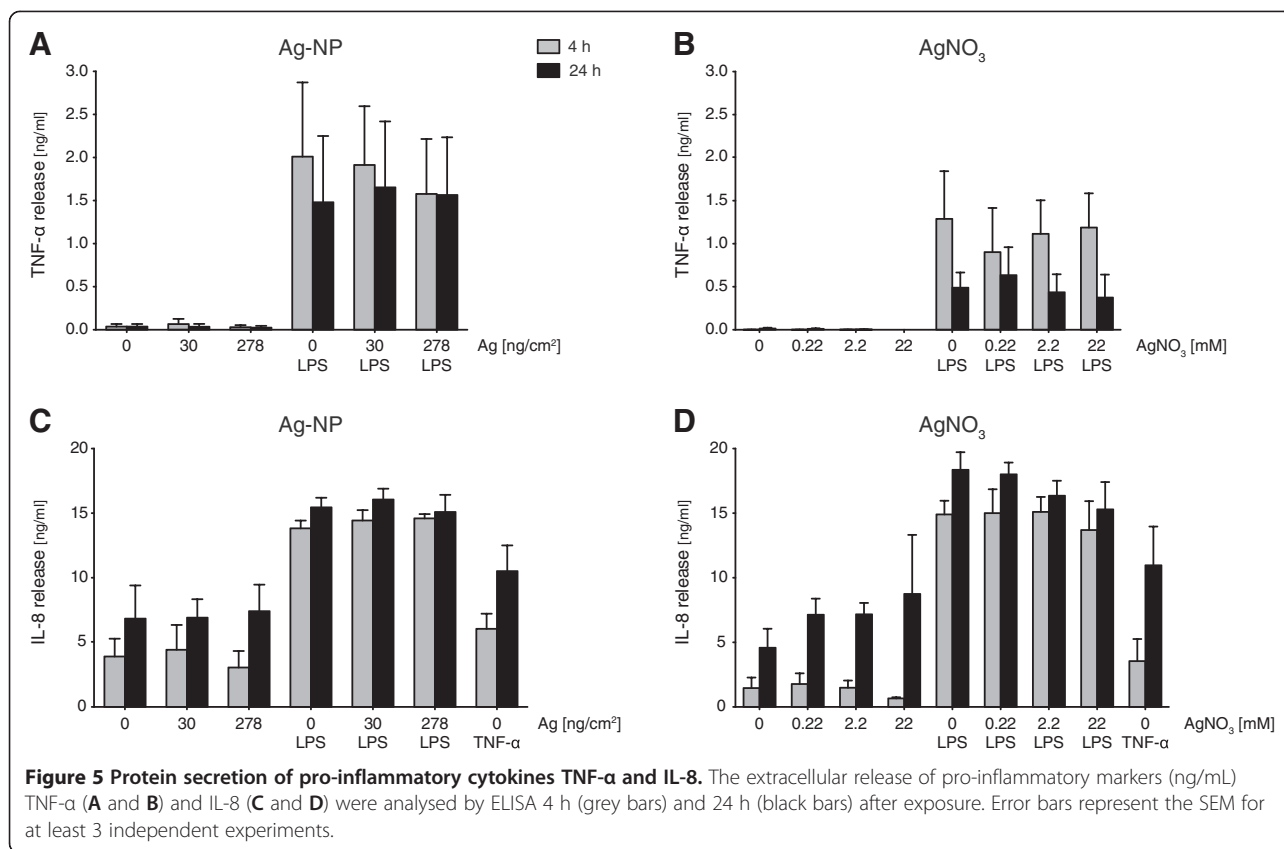 A
Ag-NP
4 h
24 h
TNF-α release [ng/ml]
3.0
2.5
2.0
1.5
1.0
0.5
0.0
0 30 278 0 30 278 Ag [ng/cm²]
LPS LPS LPS
B
AgNO₃
TNF-α release [ng/ml]
3.0
2.5
2.0
1.5
1.0
0.5
0.0
0 0.22 2.2 22 0 0.22 2.2 22 AgNO₃ [mM]
LPS LPS LPS LPS
C
Ag-NP
IL-8 release [ng/ml]
20
15
10
5
0
0 30 278 0 30 278 0 Ag [ng/cm²]
LPS LPS LPS TNF-α
D
AgNO₃
IL-8 release [ng/ml]
20
15
10
5
0
0 0.22 2.2 22 0 0.22 2.2 22 0 AgNO₃ [mM]
LPS LPS LPS LPS TNF-α
Figure 5 Protein secretion of pro-inflammatory cytokines TNF-α and IL-8. The extracellular release of pro-inflammatory markers (ng/mL)
TNF-α (A and B) and IL-8 (C and D) were analysed by ELISA 4 h (grey bars) and 24 h (black bars) after exposure. Error bars represent the SEM for
at least 3 independent experiments.